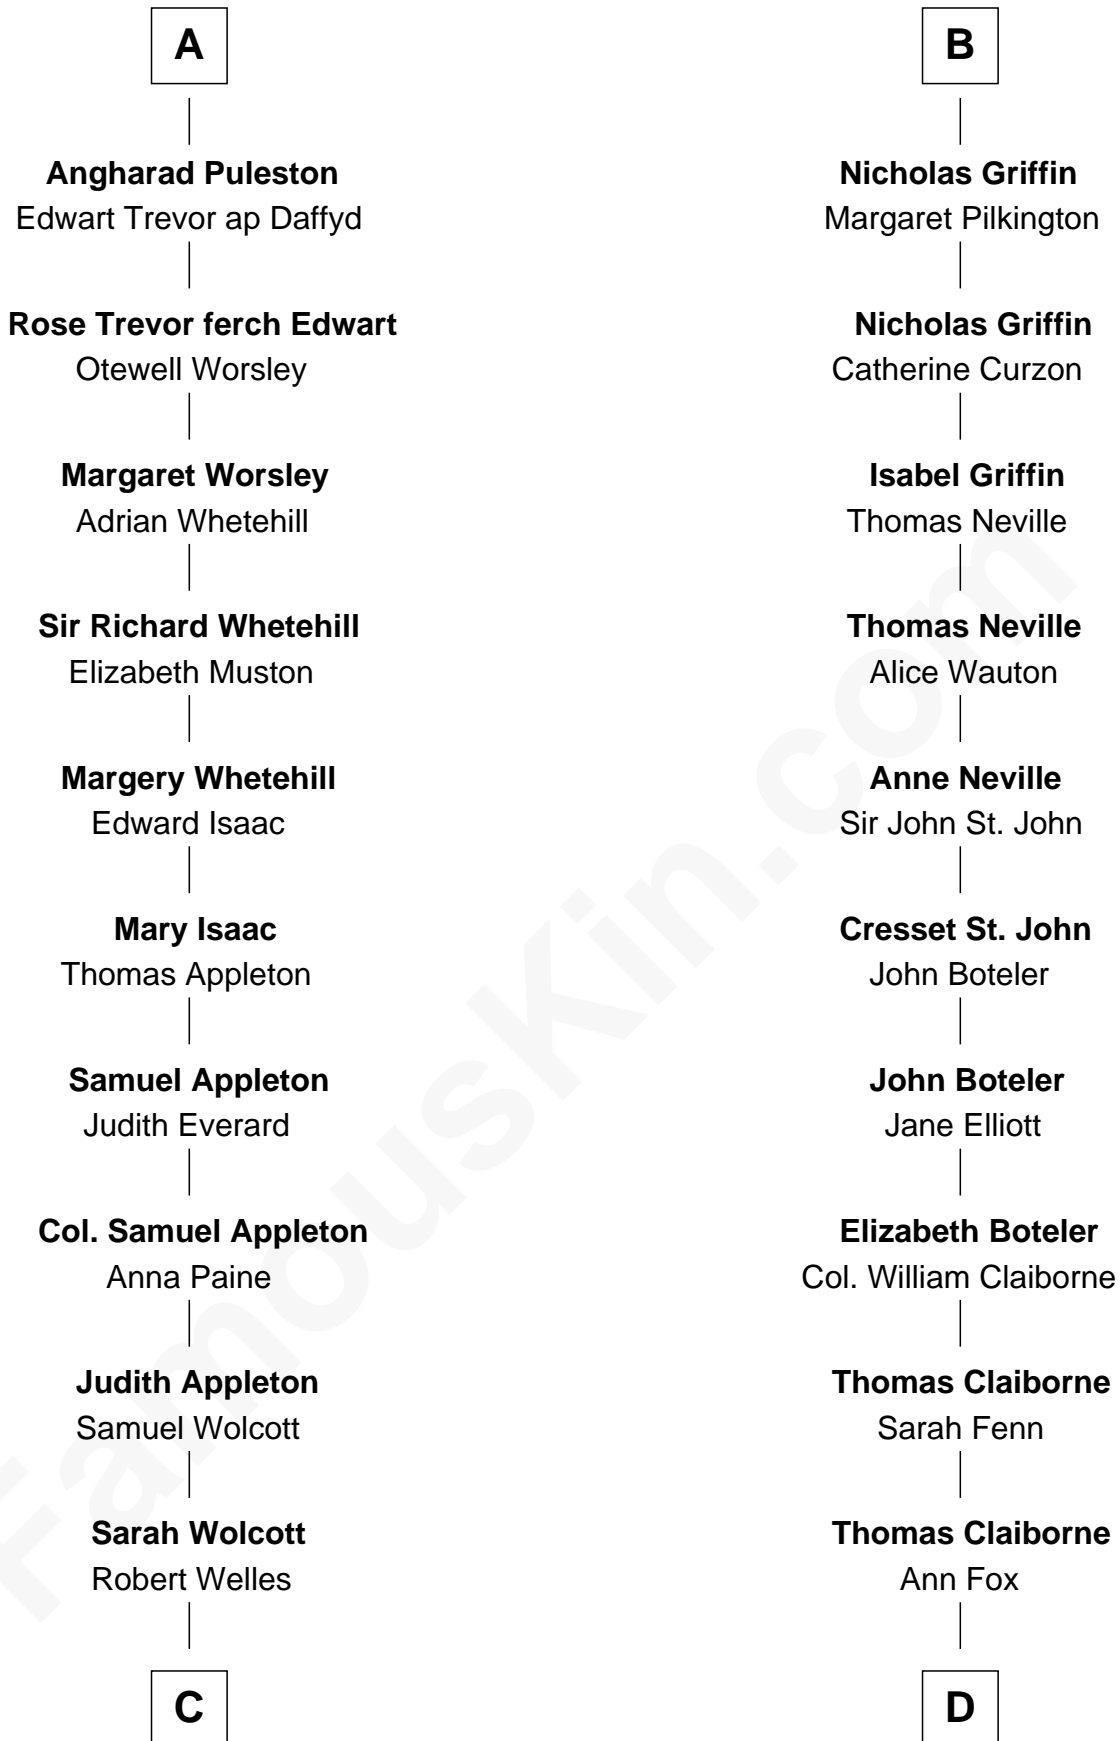 A
Angharad Puleston
Edwart Trevor ap Daffyd
Rose Trevor ferch Edwart
Otewell Worsley
Margaret Worsley
Adrian Whetehill
Sir Richard Whetehill
Elizabeth Muston
Margery Whetehill
Edward Isaac
Mary Isaac
Thomas Appleton
Samuel Appleton
Judith Everard
Col. Samuel Appleton
Anna Paine
Judith Appleton
Samuel Wolcott
Sarah Wolcott
Robert Welles
C
B
Nicholas Griffin
Margaret Pilkington
Nicholas Griffin
Catherine Curzon
Isabel Griffin
Thomas Neville
Thomas Neville
Alice Wauton
Anne Neville
Sir John St. John
Cresset St. John
John Boteler
John Boteler
Jane Elliott
Elizabeth Boteler
Col. William Claiborne
Thomas Claiborne
Sarah Fenn
Thomas Claiborne
Ann Fox
D
FamousKin.com